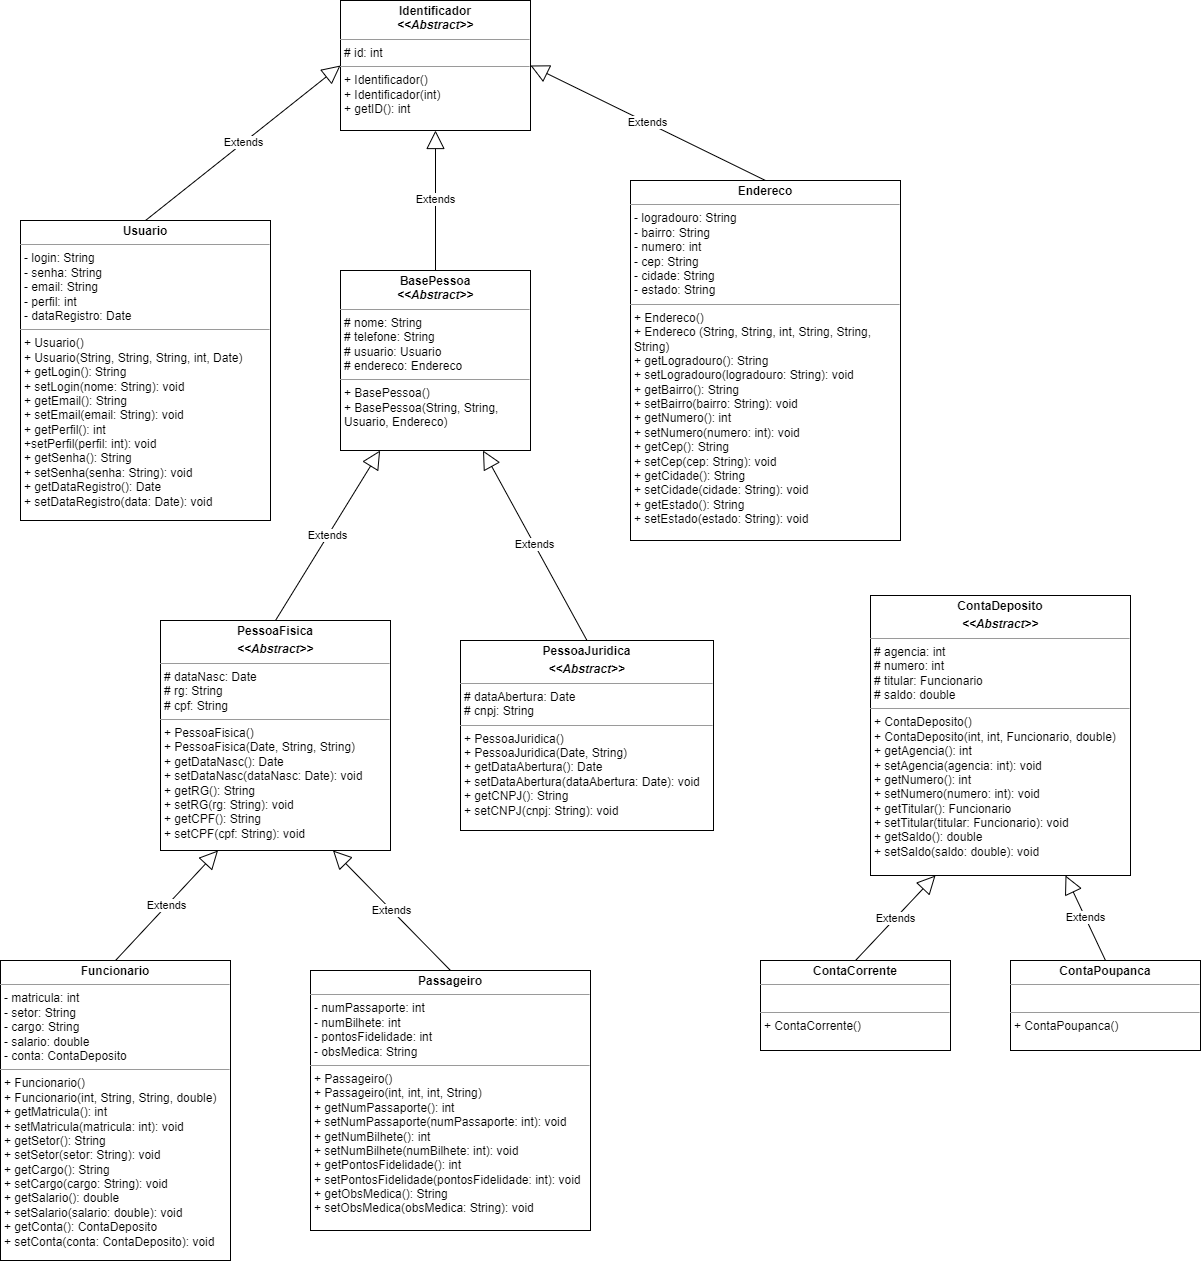 Identificador
<<Abstract>>
# id: int
+ Identificador()
+ Identificador(int)
+ getID(): int
Extends
Extends
Extends
Usuario
- login: String
- senha: String
- email: String
- perfil: int
- dataRegistro: Date
+ Usuario()
+ Usuario(String, String, String, int, Date)
+ getLogin(): String
+ setLogin(nome: String): void
+ getEmail(): String
+ setEmail(email: String): void
+ getPerfil(): int
+setPerfil(perfil: int): void
+ getSenha(): String
+ setSenha(senha: String): void
+ getDataRegistro(): Date
+ setDataRegistro(data: Date): void
BasePessoa
<<Abstract>>
# nome: String
# telefone: String
# usuario: Usuario
# endereco: Endereco
+ BasePessoa()
+ BasePessoa(String, String,
Usuario, Endereco)
Endereco
- logradouro: String
- bairro: String
- numero: int
- cep: String
- cidade: String
- estado: String
+ Endereco()
+ Endereco (String, String, int, String, String,
String)
+ getLogradouro(): String
+ setLogradouro(logradouro: String): void
+ getBairro(): String
+ setBairro(bairro: String): void
+ getNumero(): int
+ setNumero(numero: int): void
+ getCep(): String
+ setCep(cep: String): void
+ getCidade(): String
+ setCidade(cidade: String): void
+ getEstado(): String
+ setEstado(estado: String): void
Extends
Extends
PessoaFisica
<<Abstract>>
# dataNasc: Date
# rg: String
# cpf: String
+ PessoaFisica()
+ PessoaFisica(Date, String, String)
+ getDataNasc(): Date
+ setDataNasc(dataNasc: Date): void
+ getRG(): String
+ setRG(rg: String): void
+ getCPF(): String
+ setCPF(cpf: String): void
PessoaJuridica
<<Abstract>>
# dataAbertura: Date
# cnpj: String
+ PessoaJuridica()
+ PessoaJuridica(Date, String)
+ getDataAbertura(): Date
+ setDataAbertura(dataAbertura: Date): void
+ getCNPJ(): String
+ setCNPJ(cnpj: String): void
ContaDeposito
<<Abstract>>
# agencia: int
# numero: int
# titular: Funcionario
# saldo: double
+ ContaDeposito()
+ ContaDeposito(int, int, Funcionario, double)
+ getAgencia(): int
+ setAgencia(agencia: int): void
+ getNumero(): int
+ setNumero(numero: int): void
+ getTitular(): Funcionario
+ setTitular(titular: Funcionario): void
+ getSaldo(): double
+ setSaldo(saldo: double): void
Extends
Extends
Extends
Extends
Funcionario
- matricula: int
- setor: String
- cargo: String
- salario: double
- conta: ContaDeposito
+ Funcionario()
+ Funcionario(int, String, String, double)
+ getMatricula(): int
+ setMatricula(matricula: int): void
+ getSetor(): String
+ setSetor(setor: String): void
+ getCargo(): String
+ setCargo(cargo: String): void
+ getSalario(): double
+ setSalario(salario: double): void
+ getConta(): ContaDeposito
+ setConta(conta: ContaDeposito): void
Passageiro
- numPassaporte: int
- numBilhete: int
- pontosFidelidade: int
- obsMedica: String
+ Passageiro()
+ Passageiro(int, int, int, String)
+ getNumPassaporte(): int
+ setNumPassaporte(numPassaporte: int): void
+ getNumBilhete(): int
+ setNumBilhete(numBilhete: int): void
+ getPontosFidelidade(): int
+ setPontosFidelidade(pontosFidelidade: int): void
+ getObsMedica(): String
+ setObsMedica(obsMedica: String): void
ContaCorrente
+ ContaCorrente()
ContaPoupanca
+ ContaPoupanca()